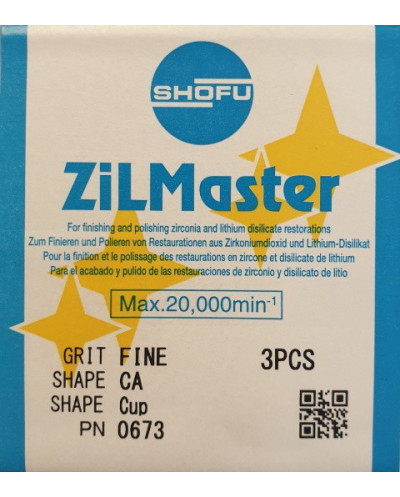 SHOFU
ZiLMaster
For finishing and polishing zirconia and lithium disilicate restorations
Zum Finieren und Polieren von Restaurationen aus Zirkoniumdioxid und Lithium-Disilikat
Pour la finition et le polissage des restaurations en zircone et disilicate de lithium
Para el acabado y pulido de las restauraciones de zirconio y disilicato de litio
Max.20,000min⁻¹
GRIT FINE 3PCS
SHAPE CA
SHAPE Cup
PN 0673